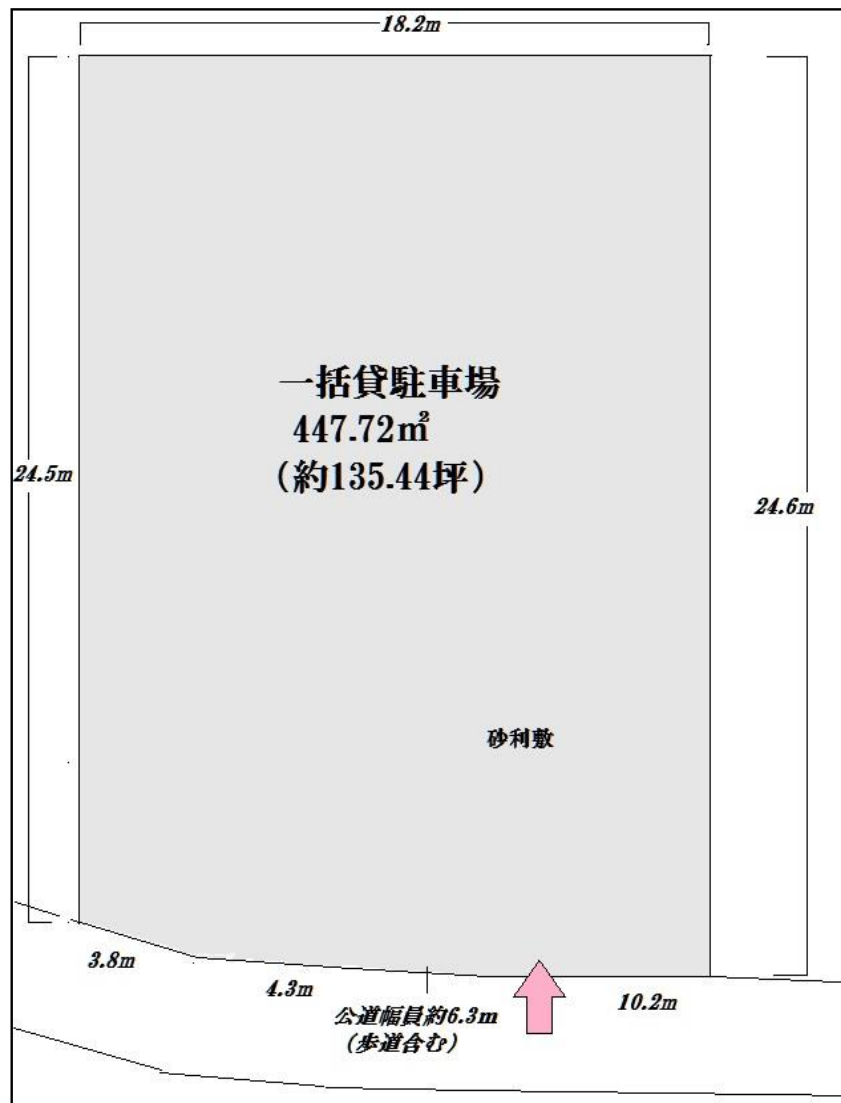 18.2m
一括貸駐車場
447.72㎡
(約135.44坪)
24.5m
24.6m
砂利敷
3.8m
4.3m
10.2m
公道幅員約6.3m
(歩道含む)